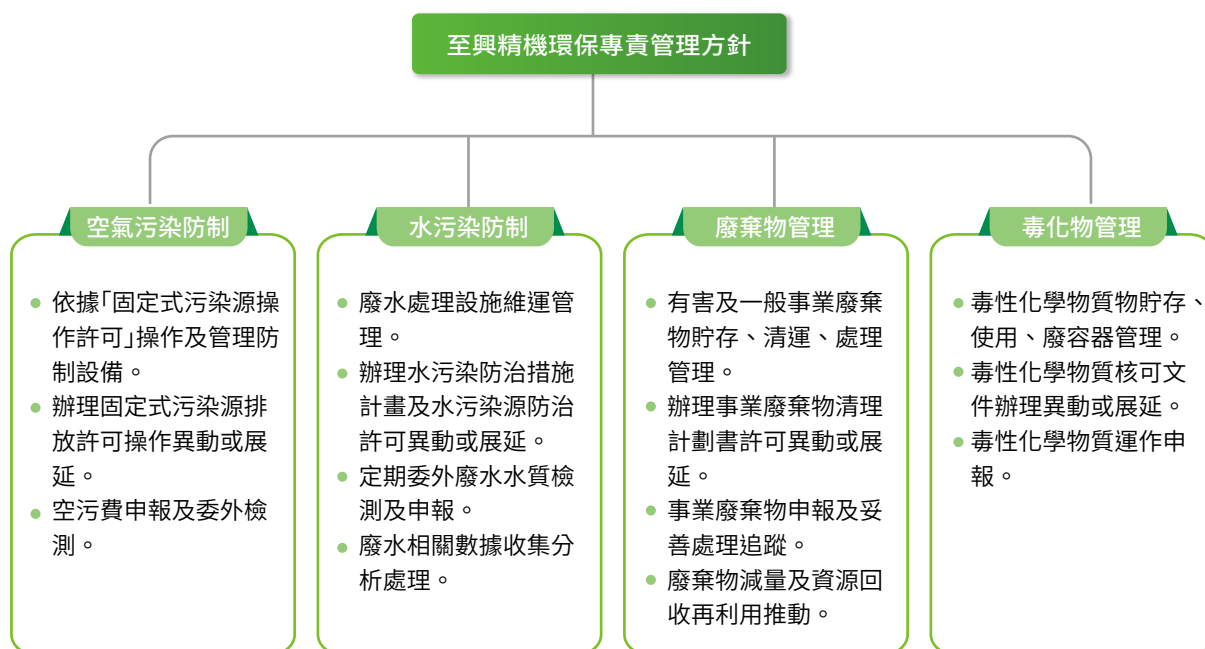 至興精機環保專責管理方針
空氣污染防制
依據「固定式污染源操
作許可」操作及管理防
制設備。
辦理固定式污染源排
放許可操作異動或展
延。
空污費申報及委外檢
測。
水污染防制
廢水處理設施維運管
理。
辦理水污染防治措施
計畫及水污染源防治
許可異動或展延。
定期委外廢水水質檢
測及申報。
廢水相關數據收集分
析處理。
廢棄物管理
有害及一般事業廢棄
物貯存、清運、處理
管理。
辦理事業廢棄物清理
計劃書許可異動或展
延。
事業廢棄物申報及妥
善處理追蹤。
廢棄物減量及資源回
收再利用推動。
毒化物管理
毒性化學物質物貯存、
使用、廢容器管理。
毒性化學物質核可文
件辦理異動或展延。
毒性化學物質運作申
報。